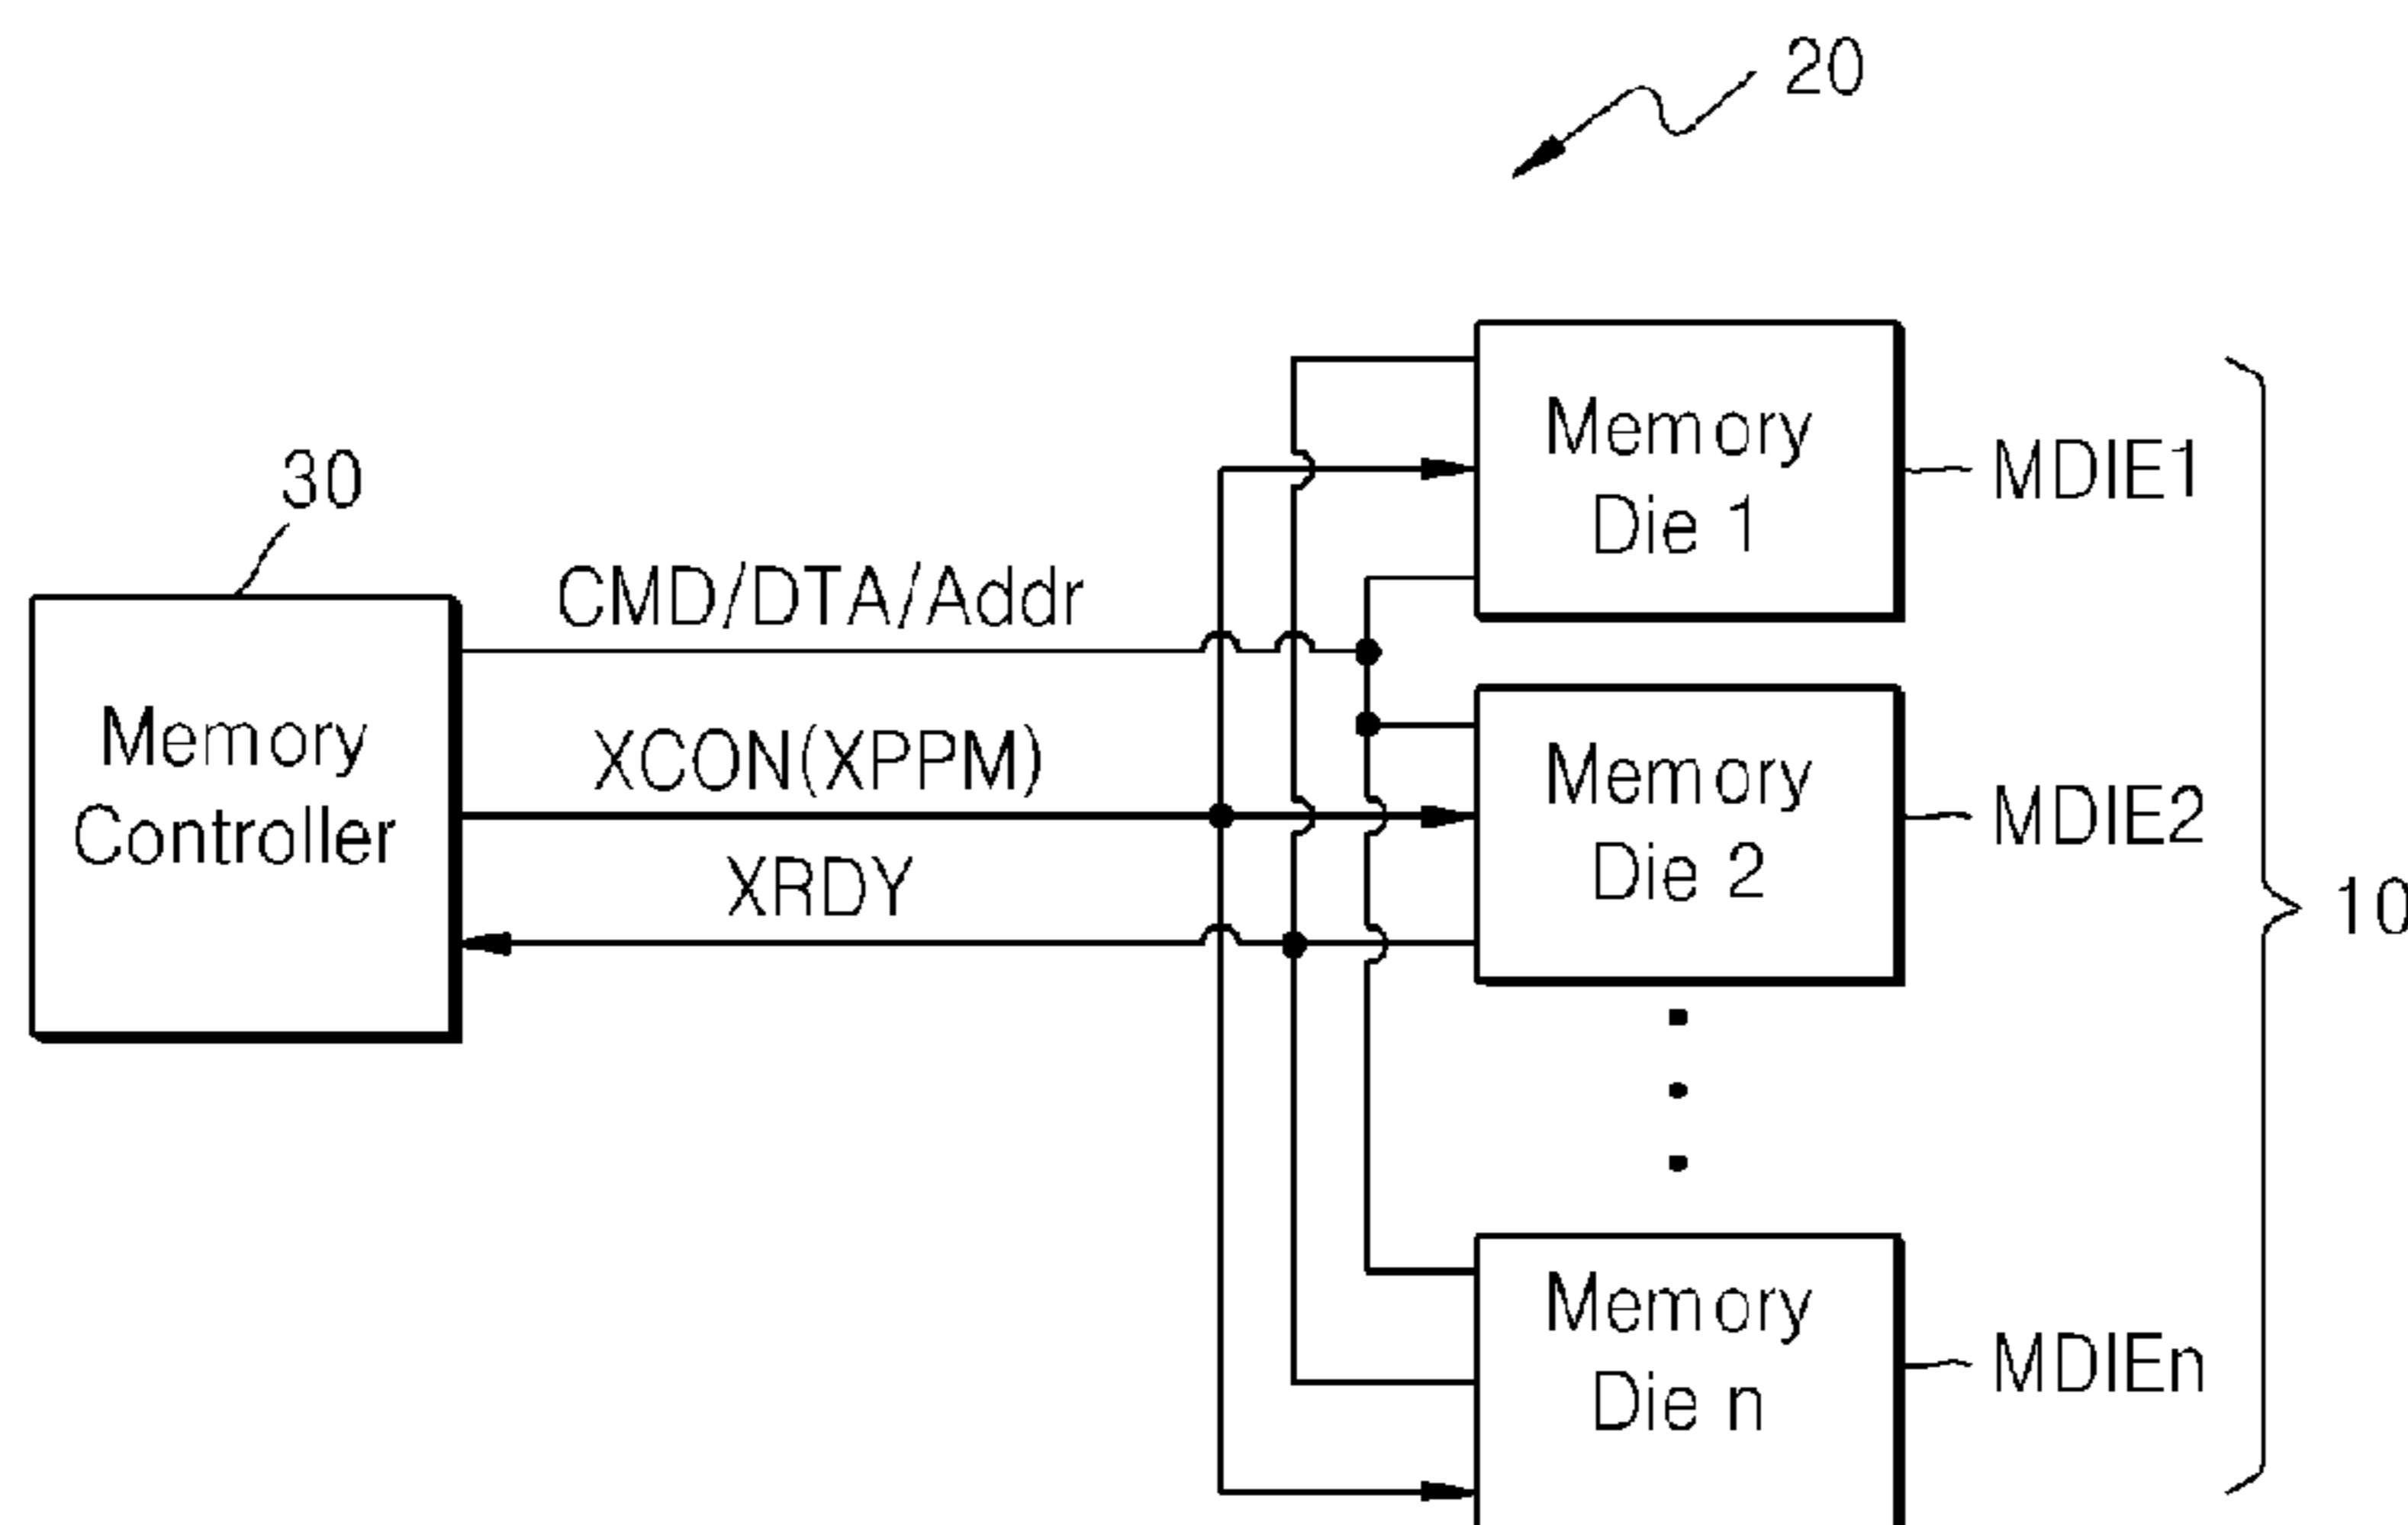 20
Memory
Die 1
MDIE1
30
CMD/DTA/Addr
Memory
Controller
XCON(XPPM)
XRDY
Memory
Die 2
MDIE2
10
Memory
Die n
MDIEn